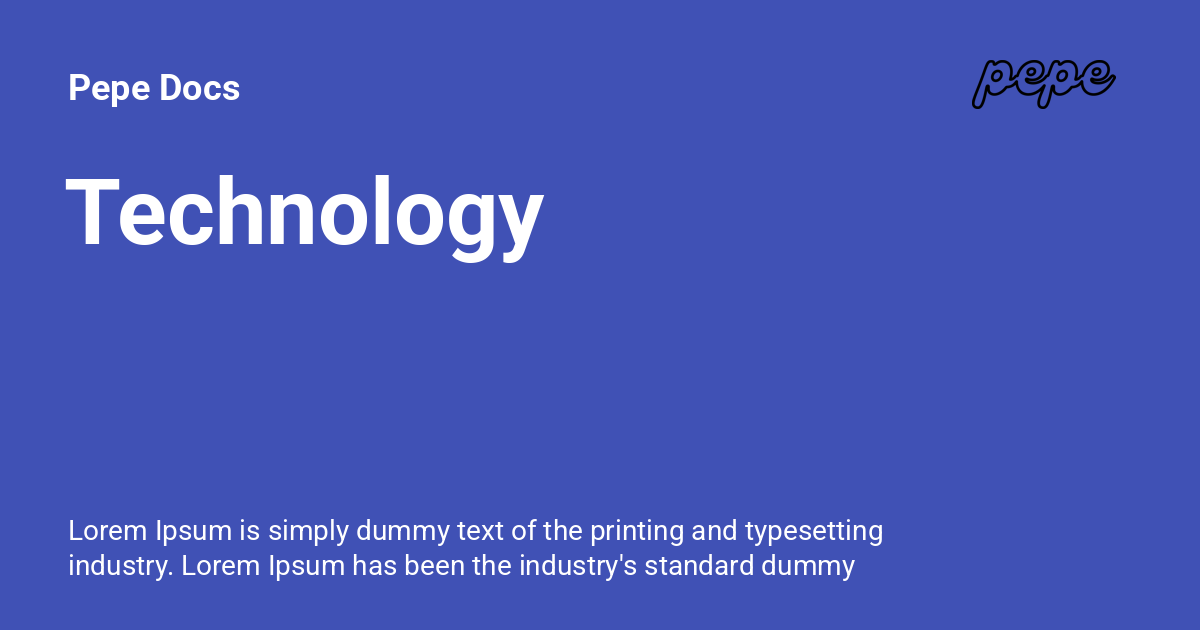 Pepe Docs
pepe
Technology
Lorem Ipsum is simply dummy text of the printing and typesetting
industry. Lorem Ipsum has been the industry's standard dummy